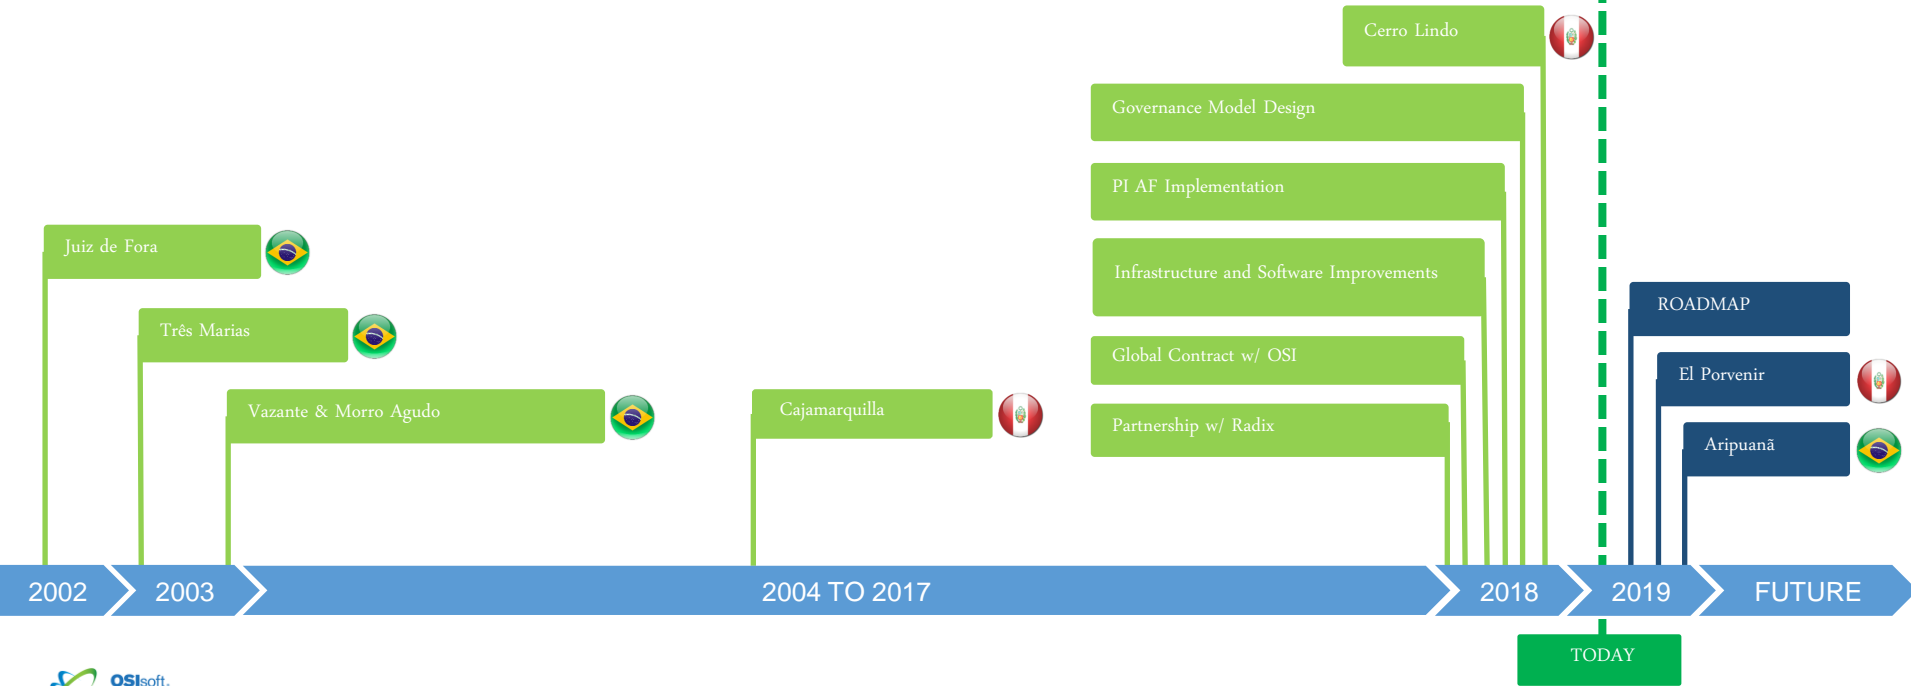 Cerro Lindo
Governance Model Design
PI AF Implementation
Juiz de Fora
Infrastructure and Software Improvements
ROADMAP
Três Marias
Global Contract w/ OSI
El Porvenir
Vazante & Morro Agudo
Cajamarquilla
Partnership w/ Radix
Aripuanã
2002
2003
2004 TO 2017
2018
2019
FUTURE
TODAY
OSIsoft.